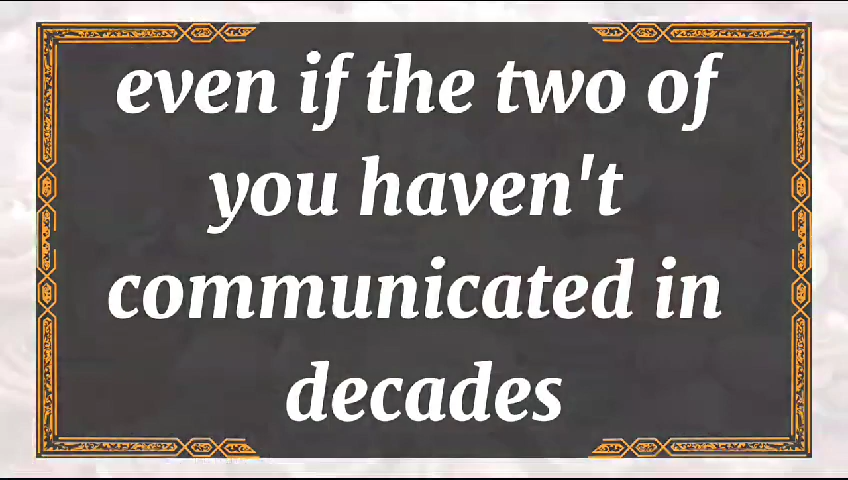 even if the two of
you haven't
communicated in
decades